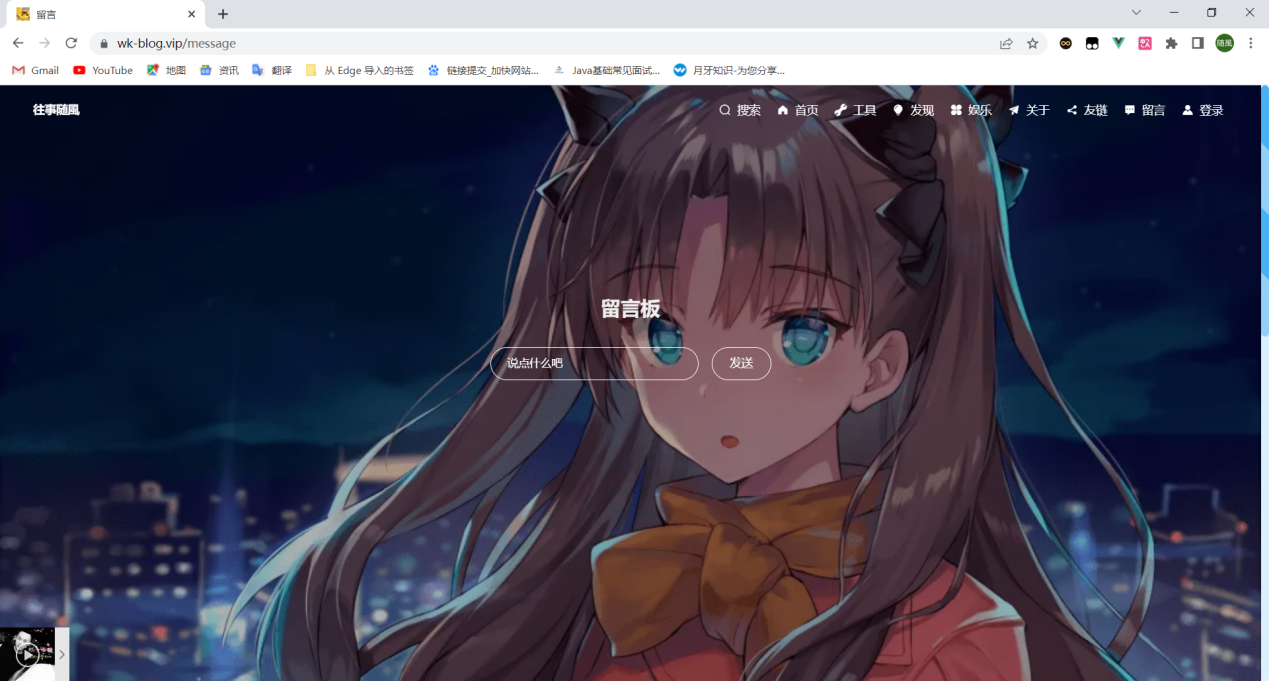 留言
wk-blog.vip/message
随風
Gmail YouTube 地图 资讯 翻译 从 Edge 导入的书签 链接提交_加快网站... Java基础常见面试... 月牙知识-为您分享...
往事随風 搜索 首页 工具 发现 娱乐 关于 友链 留言 登录
留言板
说点什么吧 发送